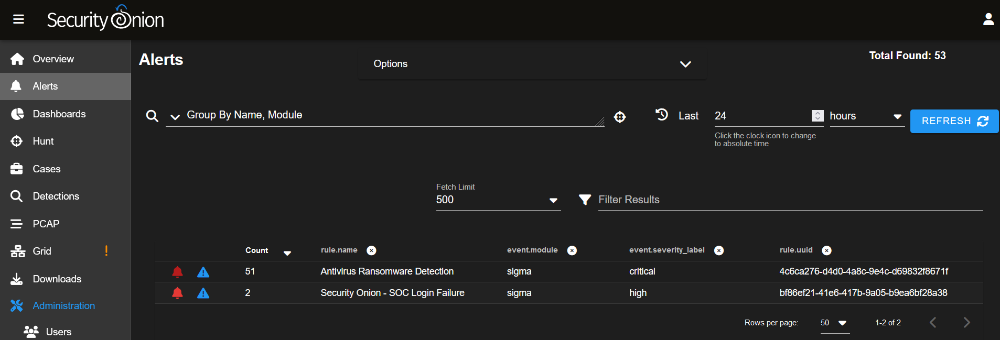 Security Onion
Overview
Alerts
Dashboards
Hunt
Cases
Detections
PCAP
Grid
Downloads
Administration
Users
Alerts
Options
Total Found: 53
Group By Name, Module
Last 24 hours
REFRESH
Click the clock icon to change
to absolute time
Fetch Limit
500
Filter Results
Count rule.name event.module event.severity_label rule.uuid
51 Antivirus Ransomware Detection sigma critical 4c6ca276-d4d0-4a8c-9e4c-d69832f8671f
2 Security Onion - SOC Login Failure sigma high bf86ef21-41e6-417b-9a05-b9ea6bf28a38
Rows per page: 50 1-2 of 2